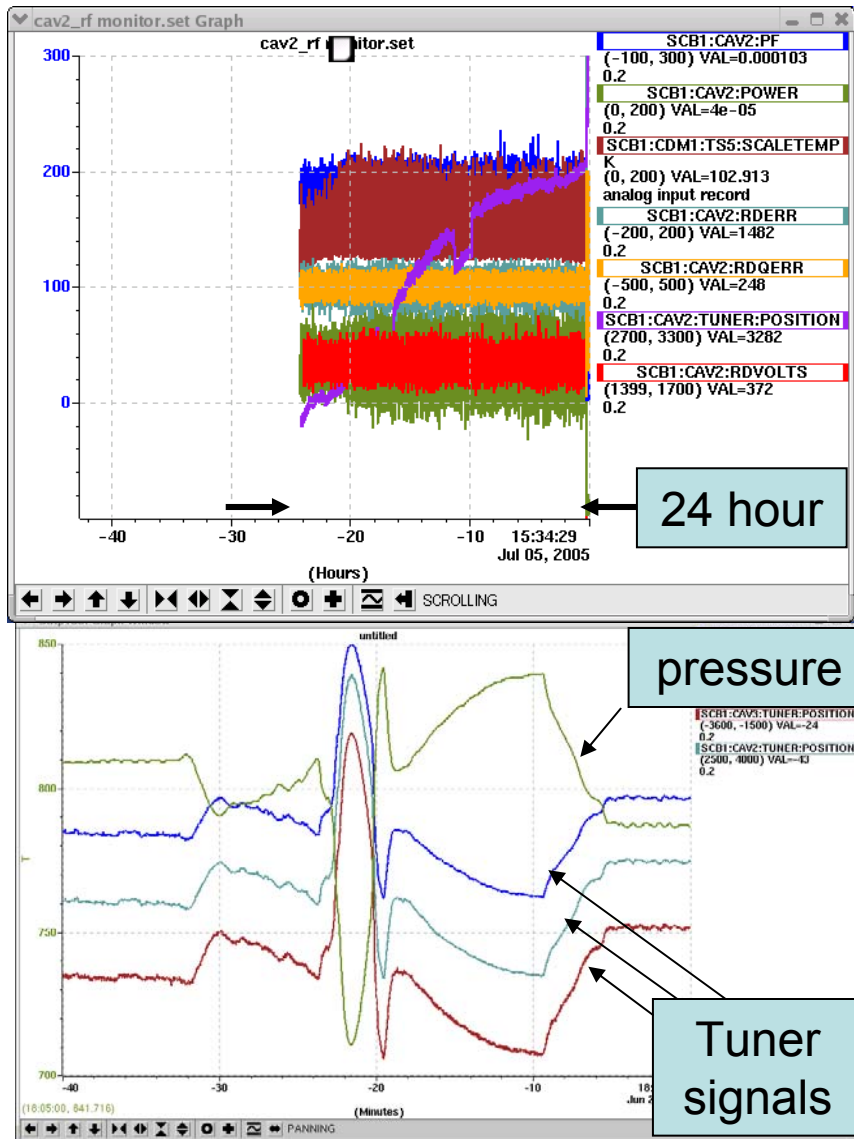 cav2_rf monitor.set Graph
cav2_rf nitor.set
300
200
100
0
-40
-30
-20
-10
15:34:29
Jul 05, 2005
(Hours)
SCB1:CAV2:PF
(-100, 300) VAL=0.000103
0.2
SCB1:CAV2:POWER
(0, 200) VAL=4e-05
0.2
SCB1:CDM1:TS5:SCALETEMP
K
(0, 200) VAL=102.913
analog input record
SCB1:CAV2:RDERR
(-200, 200) VAL=1482
0.2
SCB1:CAV2:RDQERR
(-500, 500) VAL=248
0.2
SCB1:CAV2:TUNER:POSITION
(2700, 3300) VAL=3282
0.2
SCB1:CAV2:RDVOLTS
(1399, 1700) VAL=372
0.2
24 hour
SCROLLING
untitled
850
800
750
700
T
-40
-30
-20
-10
18:
Jun 2
(Minutes)
(18:05:00, 841.716)
pressure
SCB1:CAV3:TUNER:POSITION
(-3600, -1500) VAL=-24
0.2
SCB1:CAV2:TUNER:POSITION
(2500, 4000) VAL=-43
0.2
Tuner
signals
PANNING